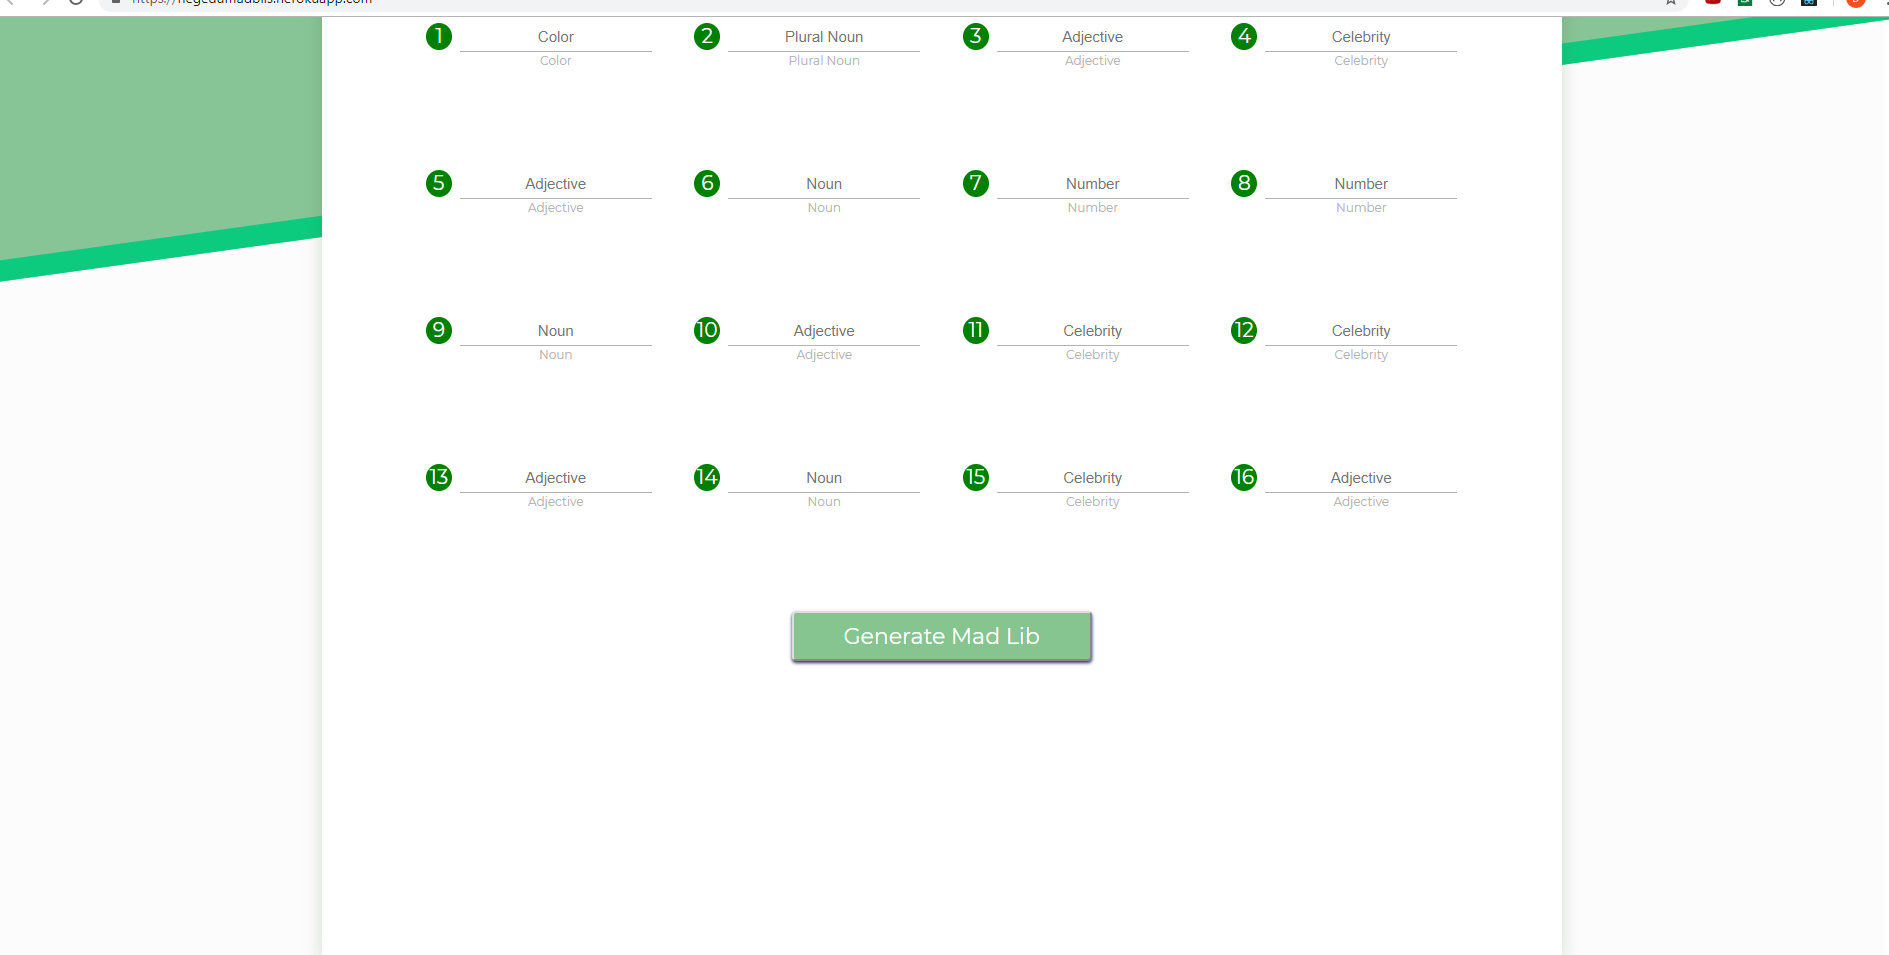 1 Color 2 Plural Noun 3 Adjective 4 Celebrity
Color Plural Noun Adjective Celebrity
5 Adjective 6 Noun 7 Number 8 Number
Adjective Noun Number Number
9 Noun 10 Adjective 11 Celebrity 12 Celebrity
Noun Adjective Celebrity Celebrity
13 Adjective 14 Noun 15 Celebrity 16 Adjective
Adjective Noun Celebrity Adjective
Generate Mad Lib